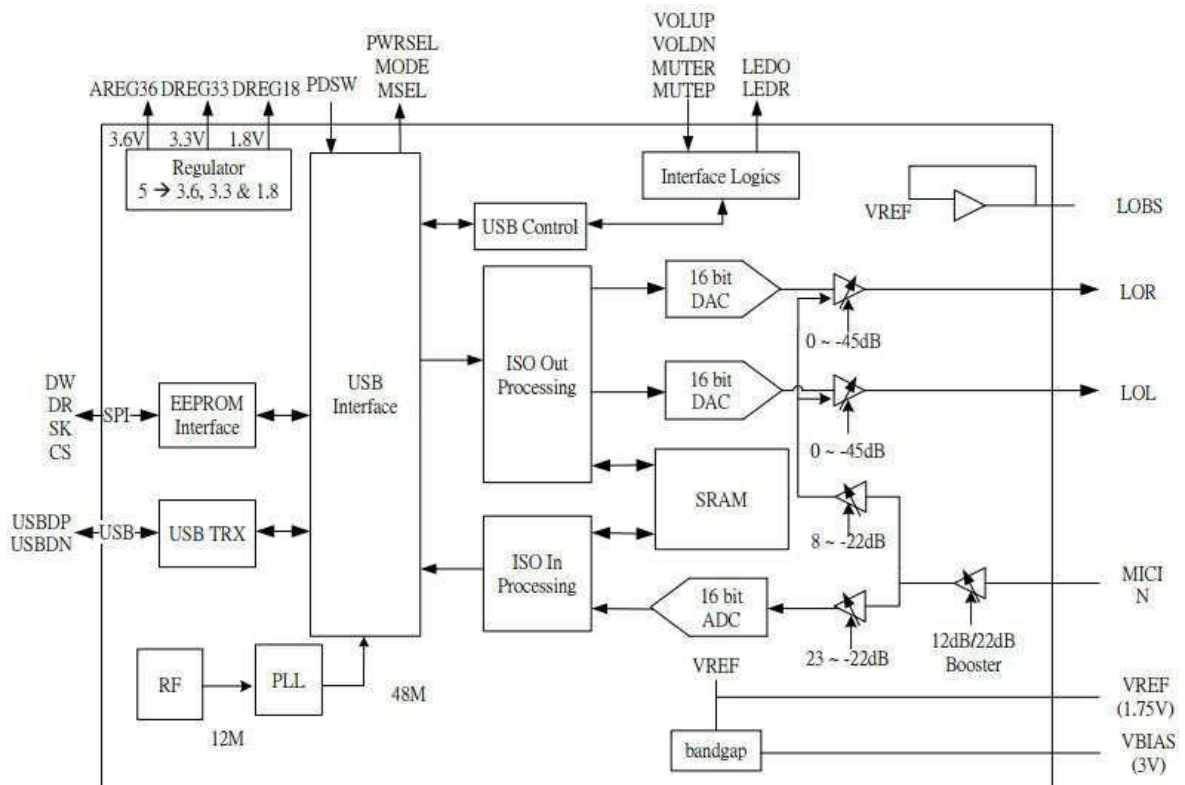 PWRSEL
MODE
MSEL
VOLUP
VOLDN
MUTER
MUTEP
LEDO
LEDR
AREG36 DREG33 DREG18
PDSW
3.6V 3.3V 1.8V
Regulator
5 → 3.6, 3.3 & 1.8
Interface Logics
USB Control
VREF
LOBS
16 bit
DAC
LOR
0 ~ -45dB
ISO Out
Processing
USB
Interface
16 bit
DAC
LOL
0 ~ -45dB
DW
DR
SK
CS
SPI
EEPROM
Interface
SRAM
8 ~ -22dB
USBDP
USBDN
USB
USB TRX
ISO In
Processing
16 bit
ADC
23 ~ -22dB
12dB/22dB
Booster
MICI
N
RF
PLL
12M
48M
VREF
bandgap
VREF
(1.75V)
VBIAS
(3V)